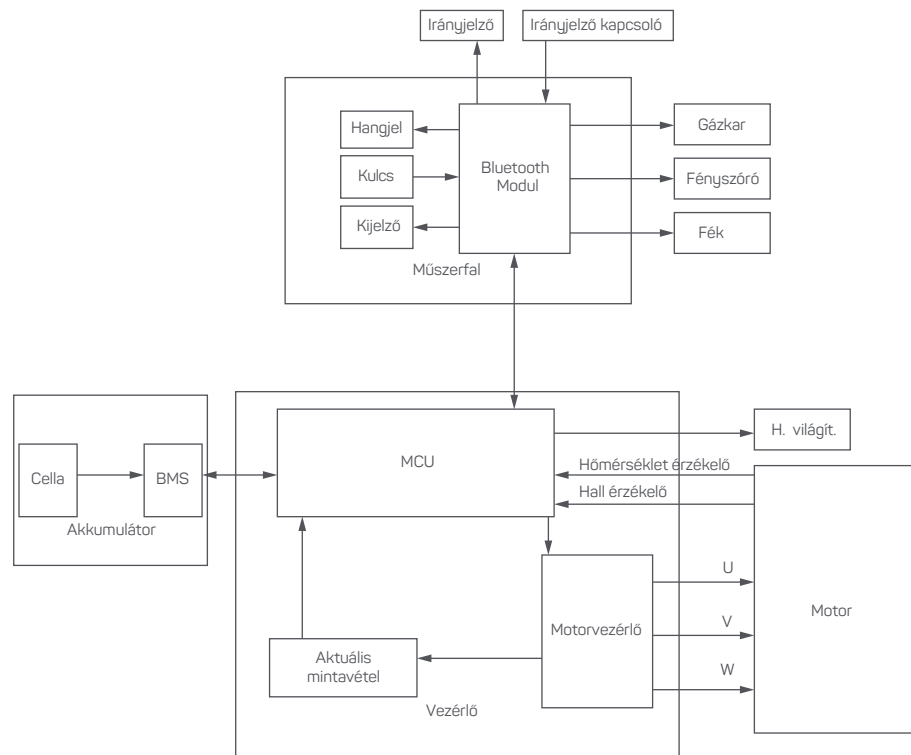 Irányjelző
Irányjelző kapcsoló
Hangjel
Kulcs
Kijelző
Bluetooth
Modul
Gázkar
Fényszóró
Fék
Műszerfal
Cella
BMS
Akkumulátor
MCU
H. világít.
Hőmérséklet érzékelő
Hall érzékelő
Motorvezérlő
U
V
W
Motor
Aktuális
mintavétel
Vezérlő